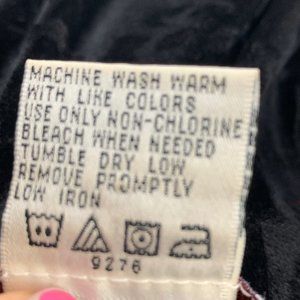 MACHINE WASH WARM
WITH LIKE COLORS
USE ONLY NON-CHLORINE
BLEACH WHEN NEEDED
TUMBLE DRY LOW
REMOVE PROMPTLY
LOW IRON
9276